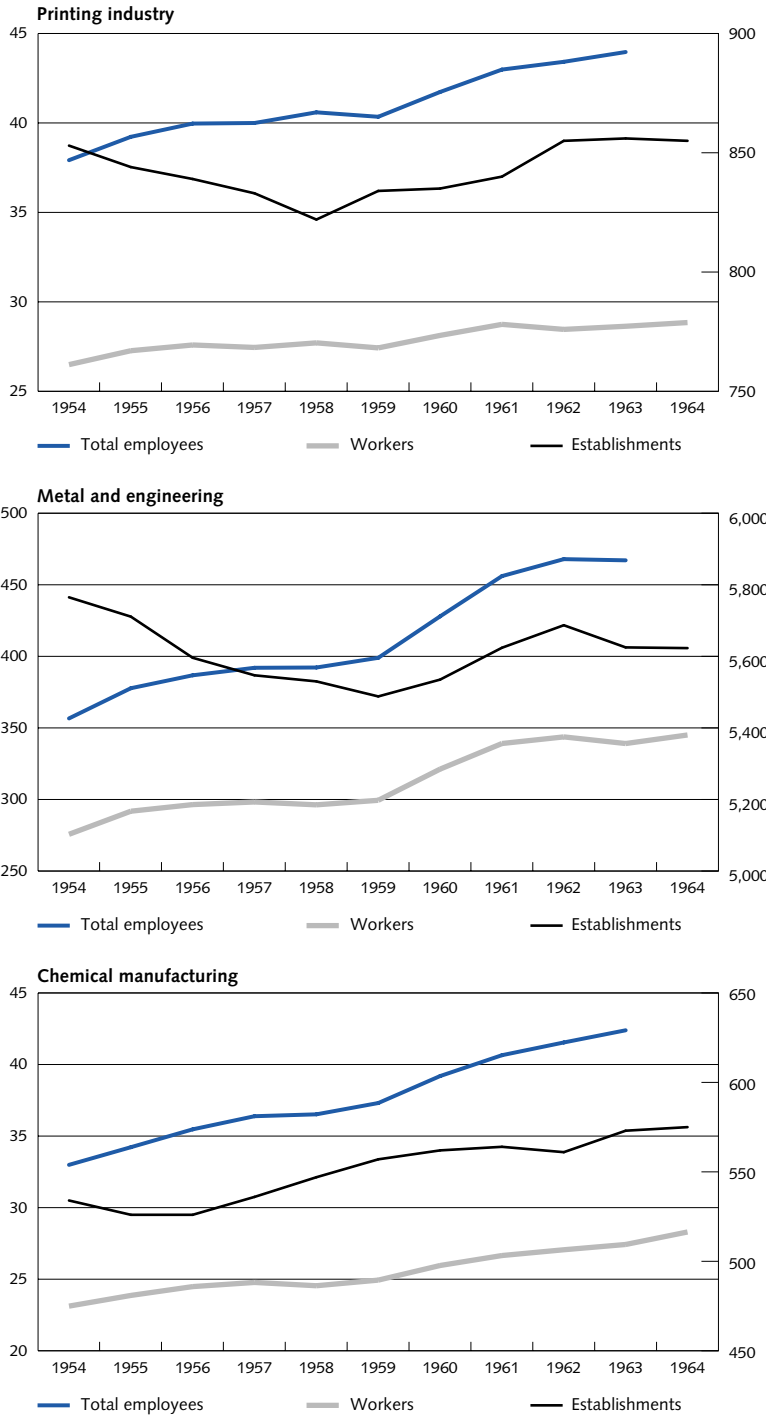 Printing industry
45 900
40
850
35
800
30
25 750
1954 1955 1956 1957 1958 1959 1960 1961 1962 1963 1964
Total employees Workers Establishments
Metal and engineering
500 6,000
450 5,800
400 5,600
350 5,400
300 5,200
250 5,000
1954 1955 1956 1957 1958 1959 1960 1961 1962 1963 1964
Total employees Workers Establishments
Chemical manufacturing
45 650
40
600
35
550
30
500
25
20 450
1954 1955 1956 1957 1958 1959 1960 1961 1962 1963 1964
Total employees Workers Establishments